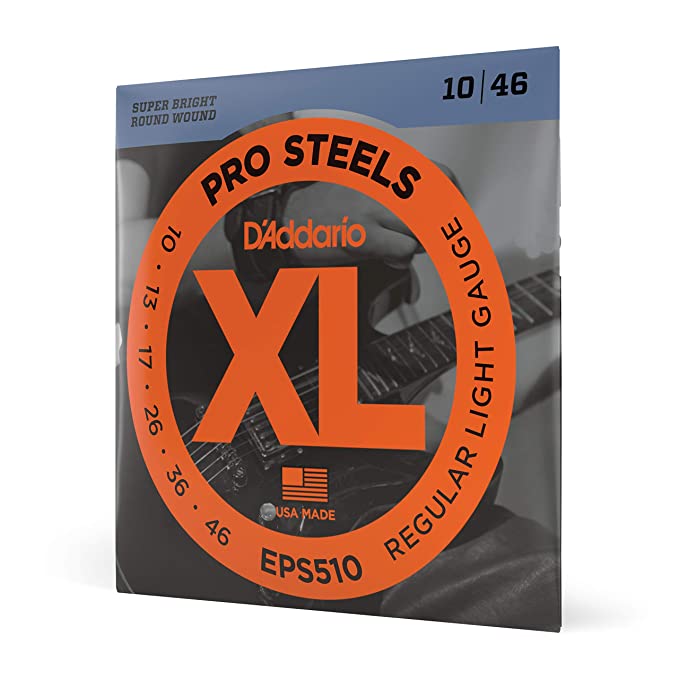 SUPER BRIGHT
ROUND WOUND
10|46
PRO STEELS
D'Addario
XL
USA MADE
10 · 13 · 17 · 26 · 36 · 46
EPS510
REGULAR LIGHT GAUGE